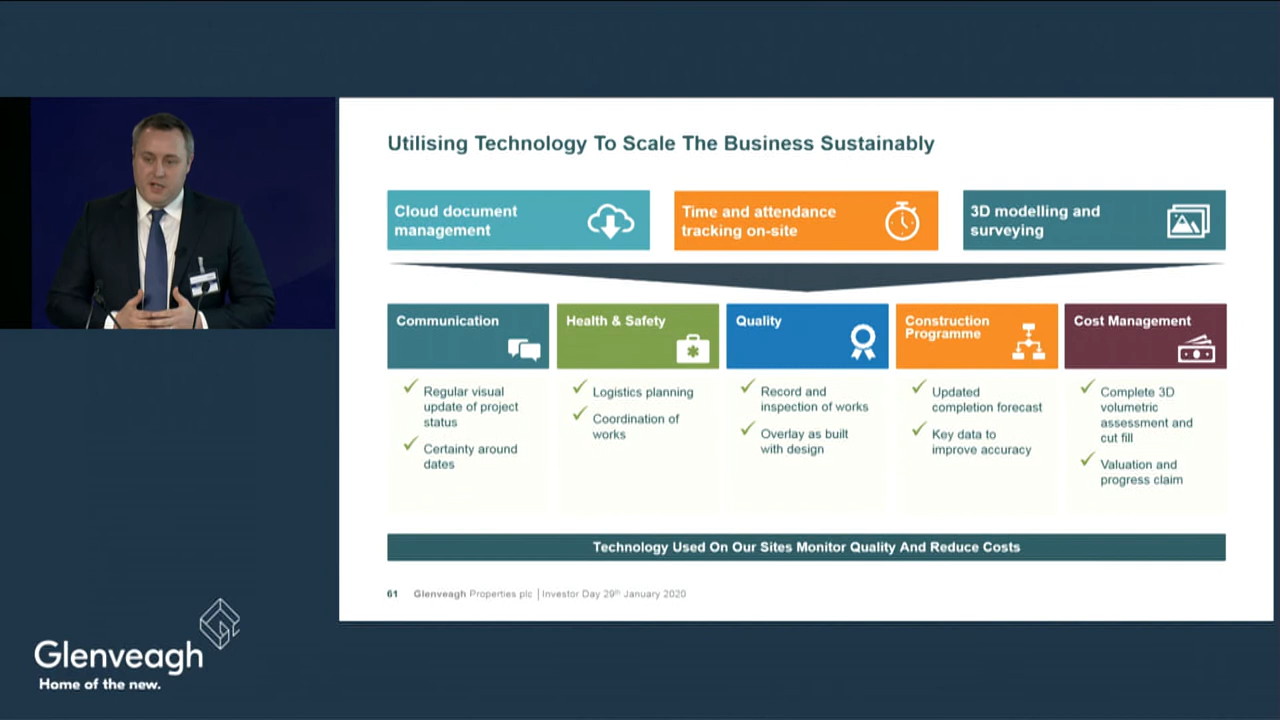 Utilising Technology To Scale The Business Sustainably
Cloud document
management
Time and attendance
tracking on-site
3D modelling and
surveying
Communication
Regular visual
update of project
status
Certainty around
dates
Health & Safety
Logistics planning
Coordination of
works
Quality
Record and
inspection of works
Overlay as built
with design
Construction
Programme
Updated
completion forecast
Key data to
improve accuracy
Cost Management
Complete 3D
volumetric
assessment and
cut fill
Valuation and
progress claim
Technology Used On Our Sites Monitor Quality And Reduce Costs
61 Glenveagh Properties plc | Investor Day 29th January 2020
Glenveagh
Home of the new.